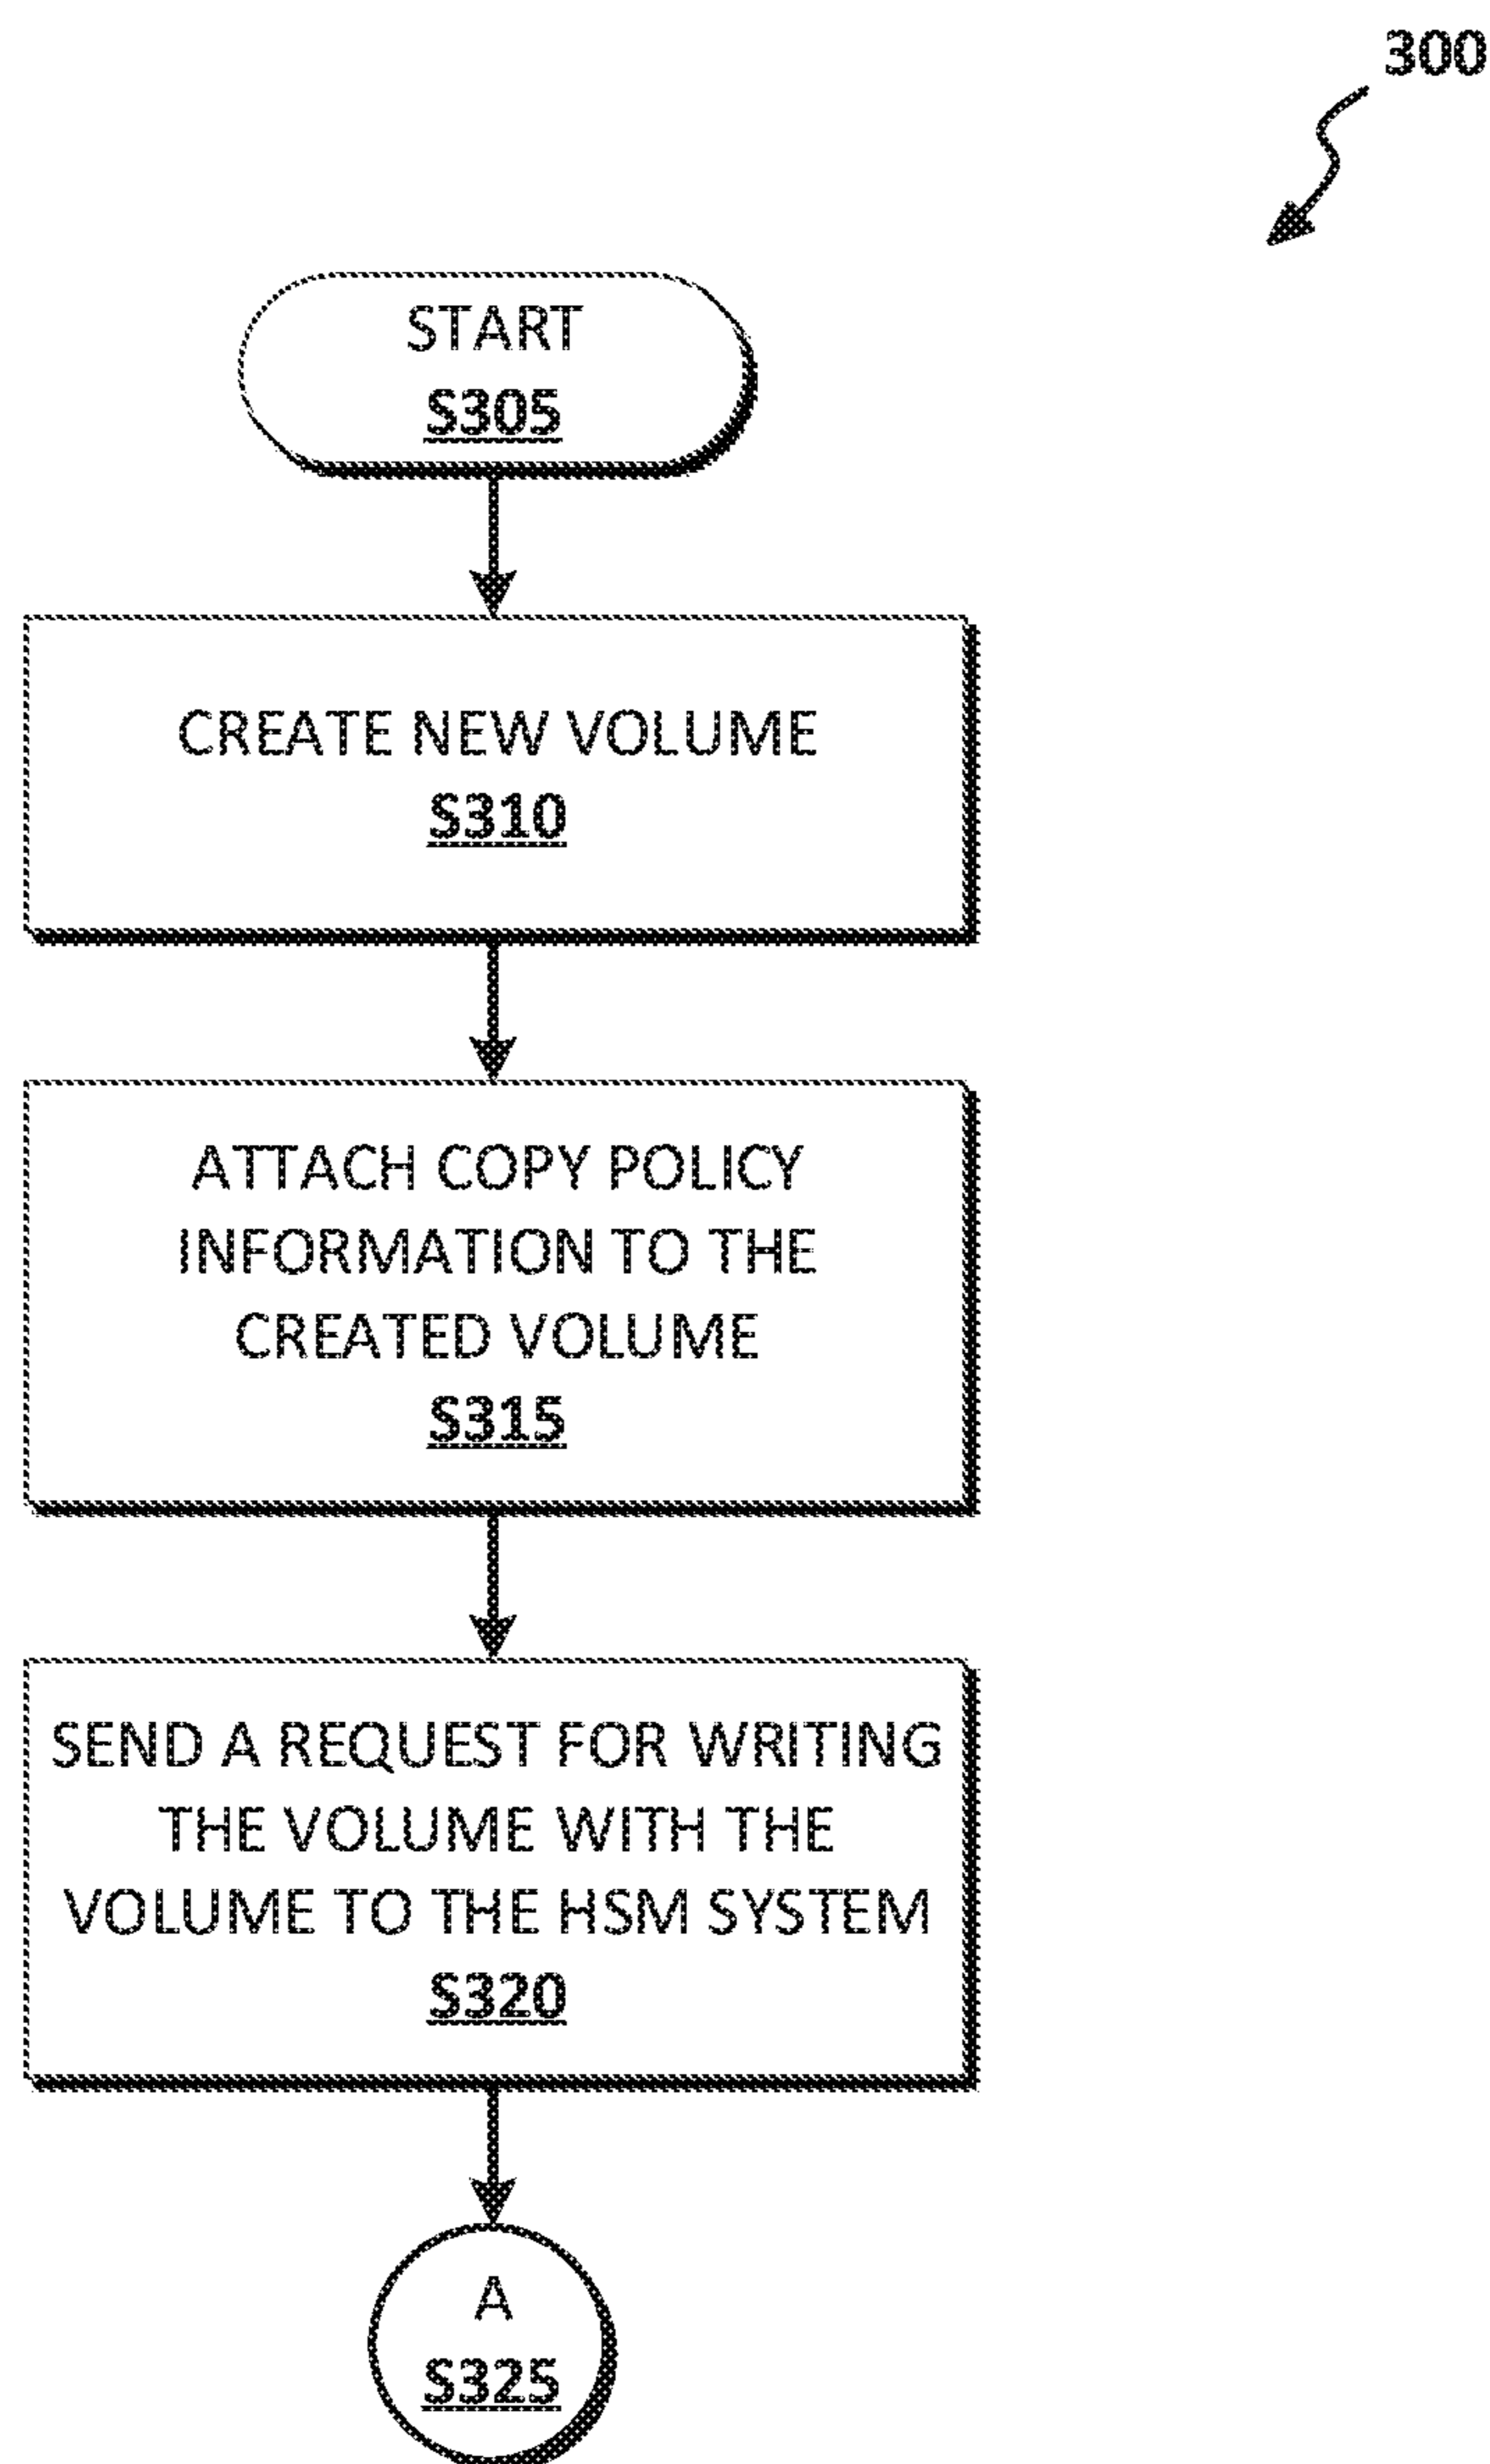 300
START
S305
CREATE NEW VOLUME
S310
ATTACH COPY POLICY
INFORMATION TO THE
CREATED VOLUME
S315
SEND A REQUEST FOR WRITING
THE VOLUME WITH THE
VOLUME TO THE HSM SYSTEM
S320
A
S325